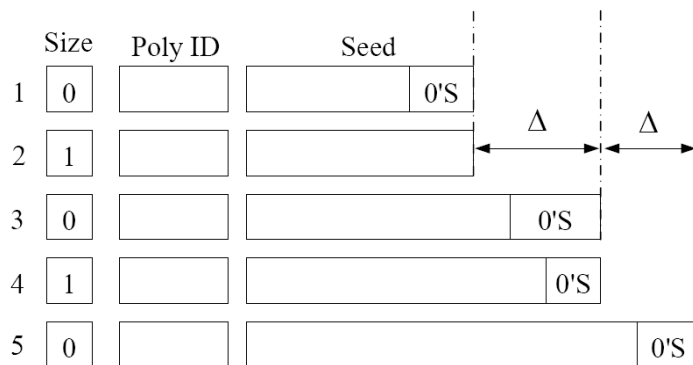 Size Poly ID Seed
1 0 0'S
Δ Δ
2 1
3 0 0'S
4 1 0'S
5 0 0'S